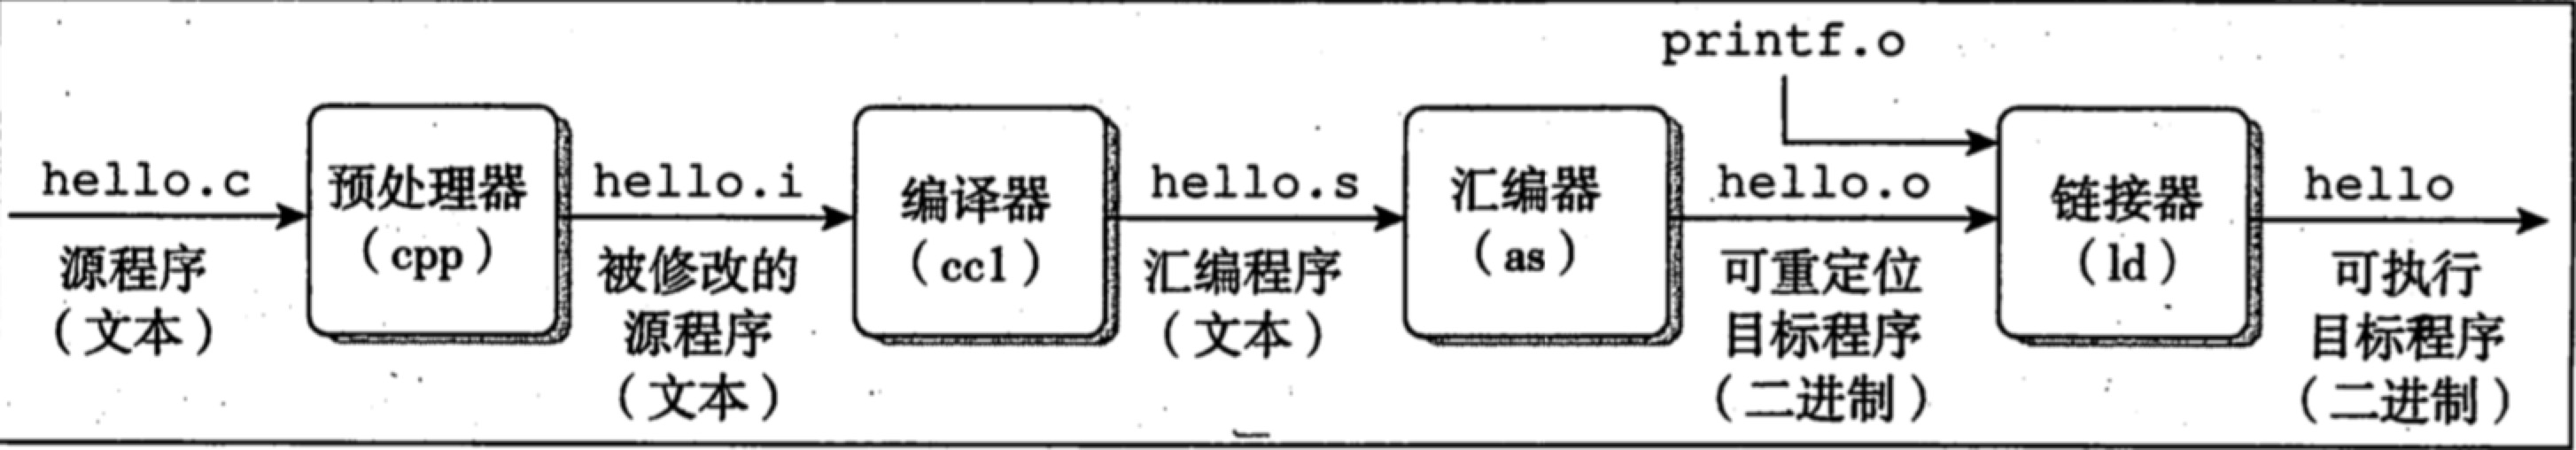 printf.o
hello.c
预处理器
(cpp)
hello.i
编译器
(cc1)
hello.s
汇编器
(as)
hello.o
链接器
(ld)
hello
源程序
(文本)
被修改的
源程序
(文本)
汇编程序
(文本)
可重定位
目标程序
(二进制)
可执行
目标程序
(二进制)